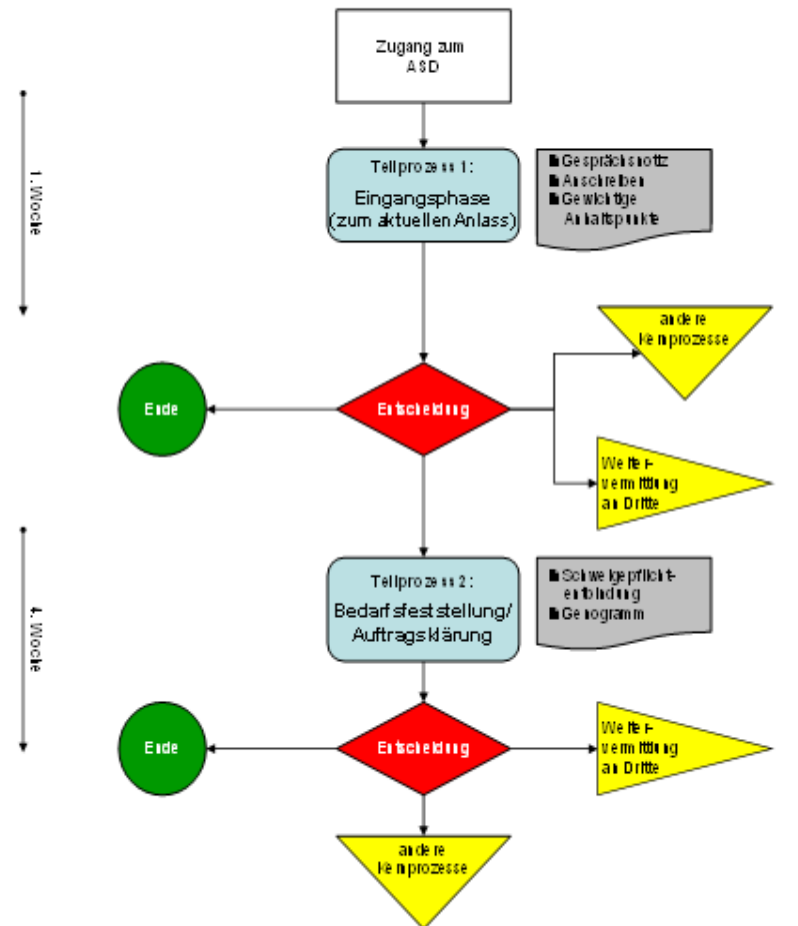 Zugang zum
ASD
1. Woche
Teilprozess 1:
Eingangsphase
(zum aktuellen Anlass)
Gesprächsnotiz
Anschreiben
Gewichtige
Anhaltspunkte
andere
Kernprozesse
Ende
Entscheidung
Weiter-
vermittlung
an Dritte
4. Woche
Teilprozess 2:
Bedarfsfeststellung/
Auftragsklärung
Schweigepflicht-
entbindung
Genogramm
Ende
Entscheidung
Weiter-
vermittlung
an Dritte
andere
Kernprozesse